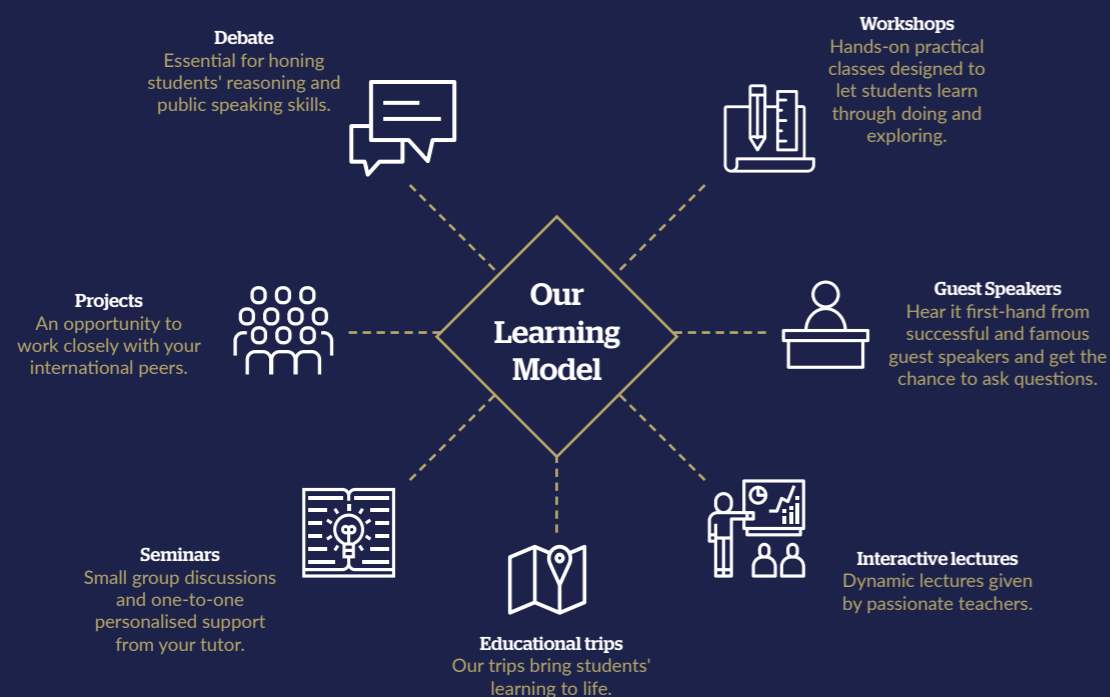 Debate
Essential for honing
students' reasoning and
public speaking skills.
Workshops
Hands-on practical
classes designed to
let students learn
through doing and
exploring.
Our
Learning
Model
Projects
An opportunity to
work closely with your
international peers.
Guest Speakers
Hear it first-hand from
successful and famous
guest speakers and get the
chance to ask questions.
Seminars
Small group discussions
and one-to-one
personalised support
from your tutor.
Educational trips
Our trips bring students'
learning to life.
Interactive lectures
Dynamic lectures given
by passionate teachers.